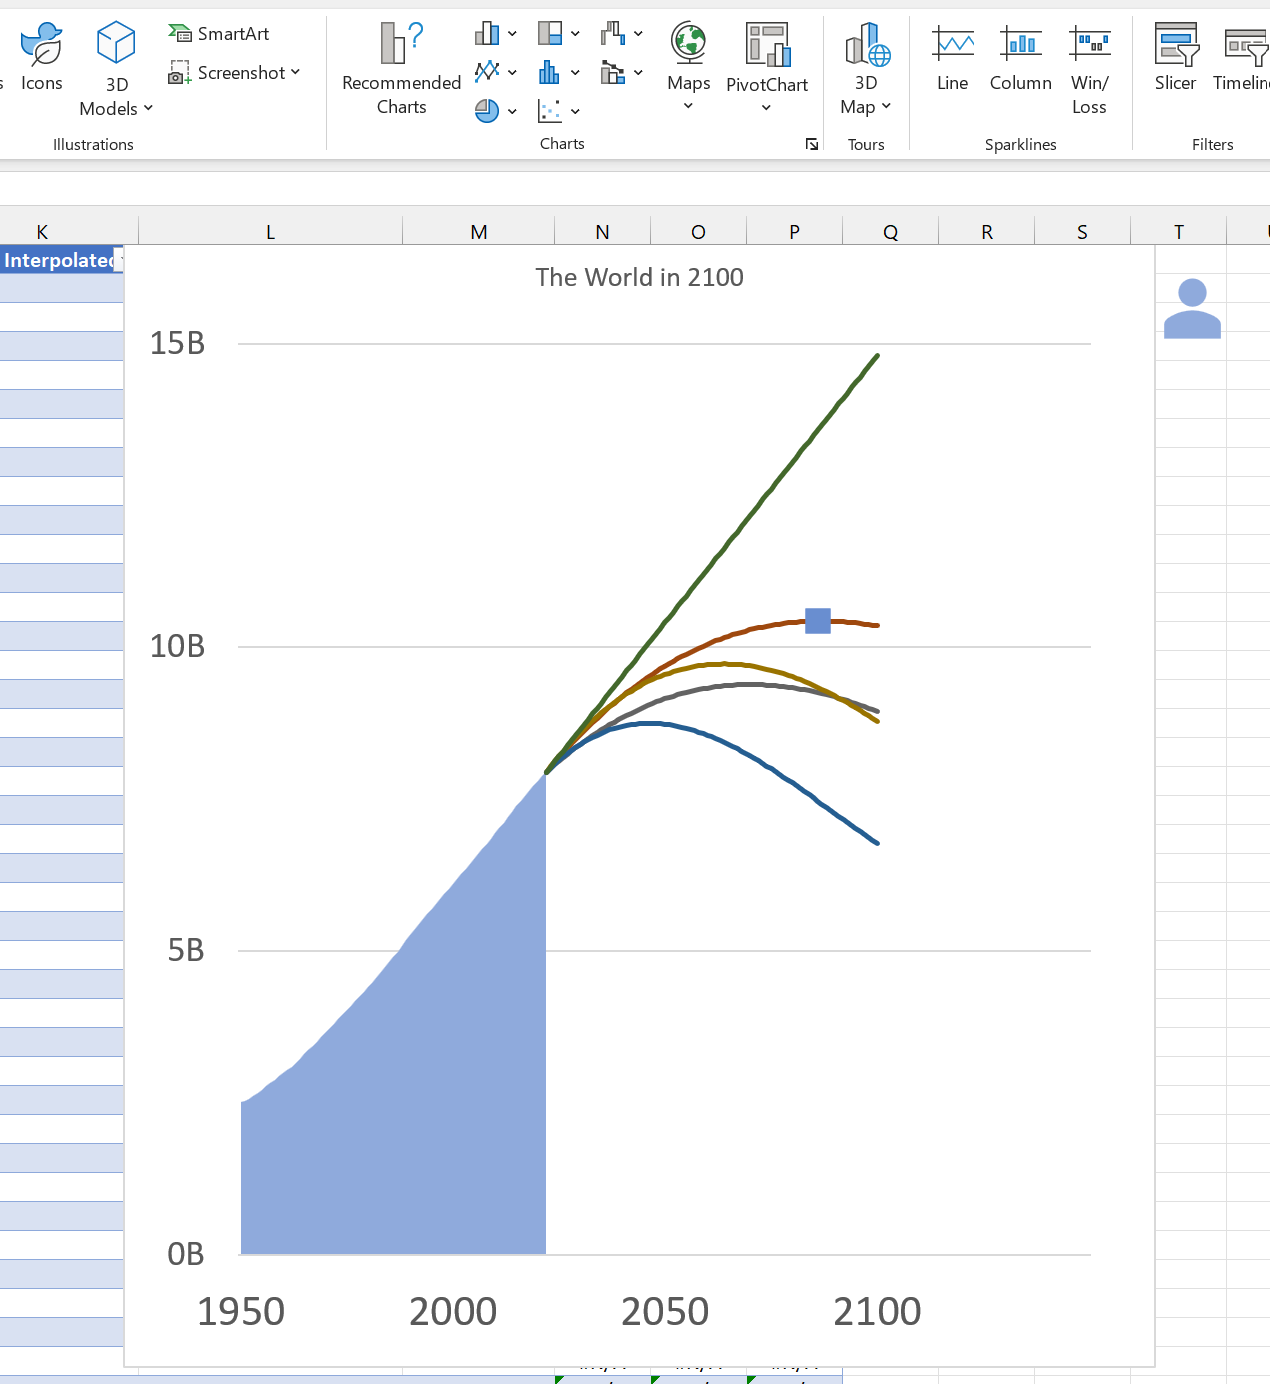 SmartArt
Icons
3D
Models
Screenshot
Recommended
Charts
Maps
PivotChart
3D
Map
Line
Column
Win/
Loss
Slicer
Illustrations
Charts
Tours
Sparklines
Filters
K L M N O P Q R S T
Interpolated
The World in 2100
15B
10B
5B
0B
1950 2000 2050 2100